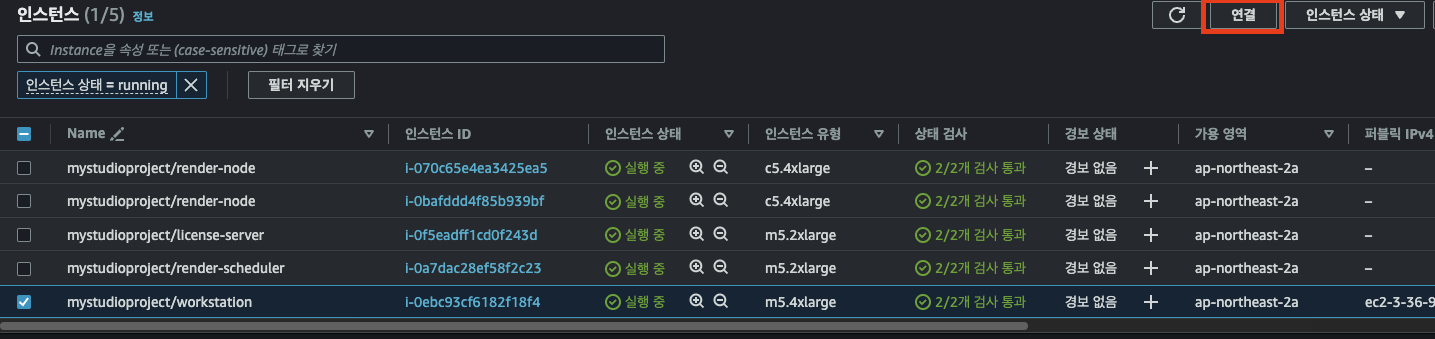 인스턴스 (1/5) 정보
연결
인스턴스 상태
Instance을 속성 또는 (case-sensitive) 태그로 찾기
인스턴스 상태 = running
필터 지우기
Name 인스턴스 ID 인스턴스 상태 인스턴스 유형 상태 검사 경보 상태 가용 영역 퍼블릭 IPv4
mystudioproject/render-node i-070c65e4ea3425ea5 실행 중 c5.4xlarge 2/2개 검사 통과 경보 없음 ap-northeast-2a –
mystudioproject/render-node i-0bafddd4f85b939bf 실행 중 c5.4xlarge 2/2개 검사 통과 경보 없음 ap-northeast-2a –
mystudioproject/license-server i-0f5eadff1cd0f243d 실행 중 m5.2xlarge 2/2개 검사 통과 경보 없음 ap-northeast-2a –
mystudioproject/render-scheduler i-0a7dac28ef58f2c23 실행 중 m5.2xlarge 2/2개 검사 통과 경보 없음 ap-northeast-2a –
mystudioproject/workstation i-0ebc93cf6182f18f4 실행 중 m5.4xlarge 2/2개 검사 통과 경보 없음 ap-northeast-2a ec2-3-36-9